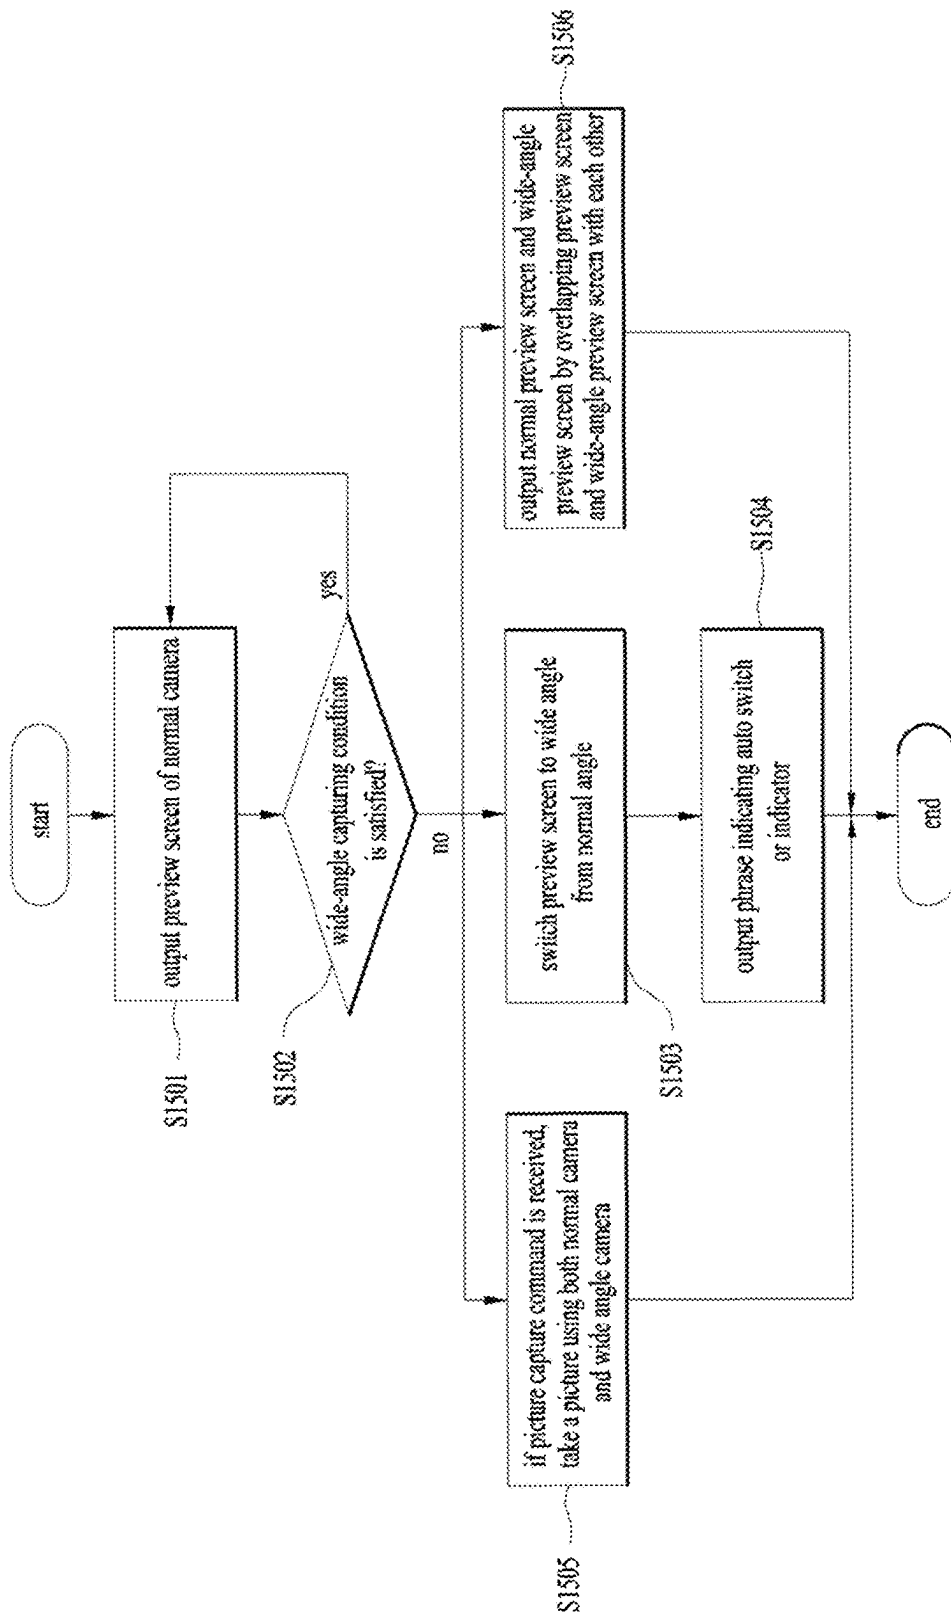 start
output preview screen of normal camera
S1501
wide-angle capturing condition
is satisfied?
S1502
yes
no
if picture capture command is received,
take a picture using both normal camera
and wide angle camera
S1505
switch preview screen to wide angle
from normal angle
S1503
output normal preview screen and wide-angle
preview screen by overlapping preview screen
and wide-angle preview screen with each other
S1506
output phrase indicating auto switch
or indicator
S1504
end